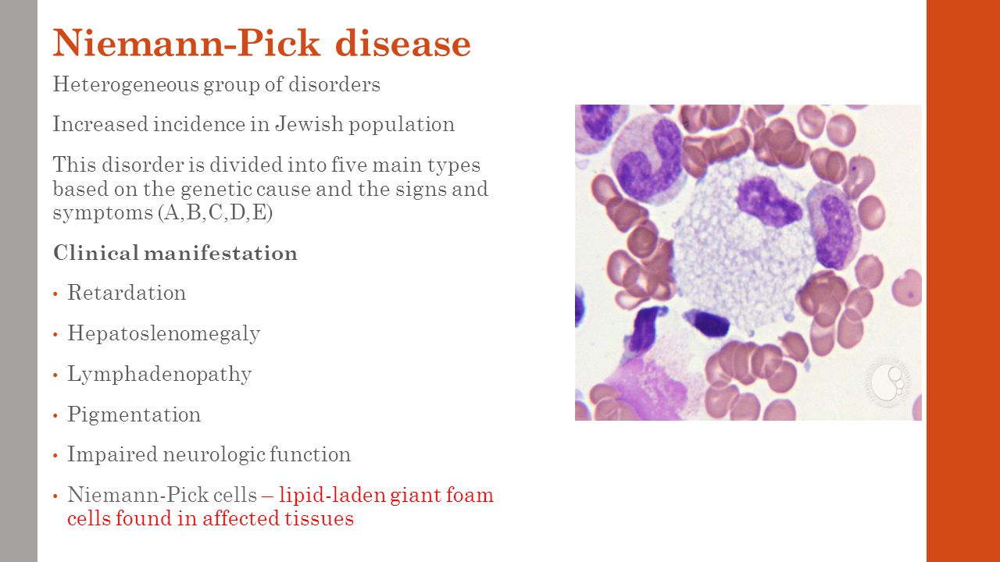 Niemann-Pick disease
Heterogeneous group of disorders
Increased incidence in Jewish population
This disorder is divided into five main types
based on the genetic cause and the signs and
symptoms (A,B,C,D,E)
Clinical manifestation
• Retardation
• Hepatoslenomegaly
• Lymphadenopathy
• Pigmentation
• Impaired neurologic function
• Niemann-Pick cells – lipid-laden giant foam
cells found in affected tissues